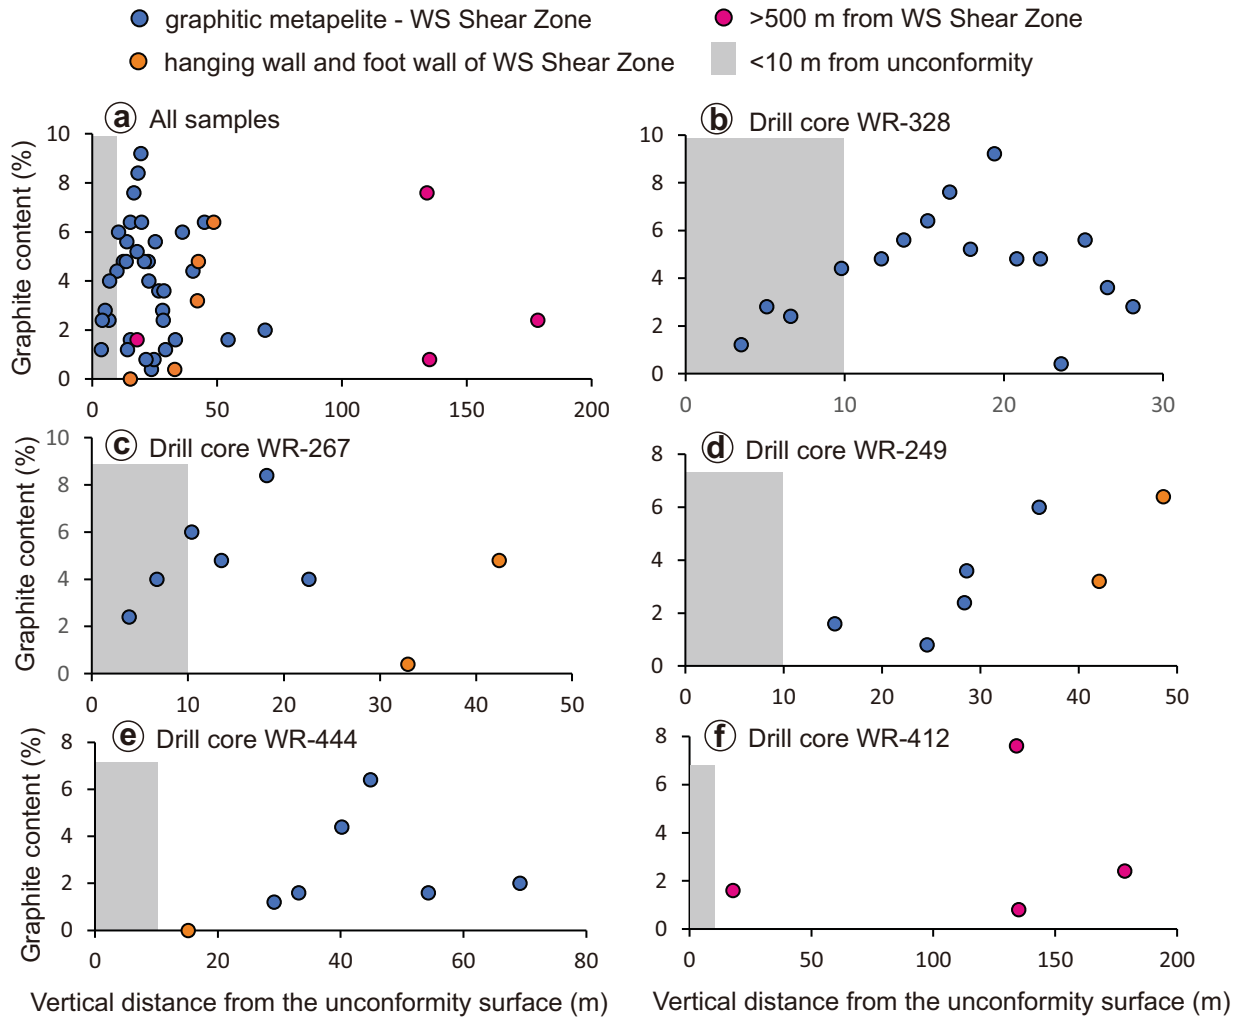 graphitic metapelite - WS Shear Zone
>500 m from WS Shear Zone
hanging wall and foot wall of WS Shear Zone
<10 m from unconformity
a All samples
Graphite content (%)
10
8
6
4
2
0
0 50 100 150 200
b Drill core WR-328
10
8
6
4
2
0
0 10 20 30
c Drill core WR-267
Graphite content (%)
10
8
6
4
2
0
0 10 20 30 40 50
d Drill core WR-249
8
6
4
2
0
0 10 20 30 40 50
e Drill core WR-444
Graphite content (%)
8
6
4
2
0
0 20 40 60 80
f Drill core WR-412
8
6
4
2
0
0 50 100 150 200
Vertical distance from the unconformity surface (m)
Vertical distance from the unconformity surface (m)